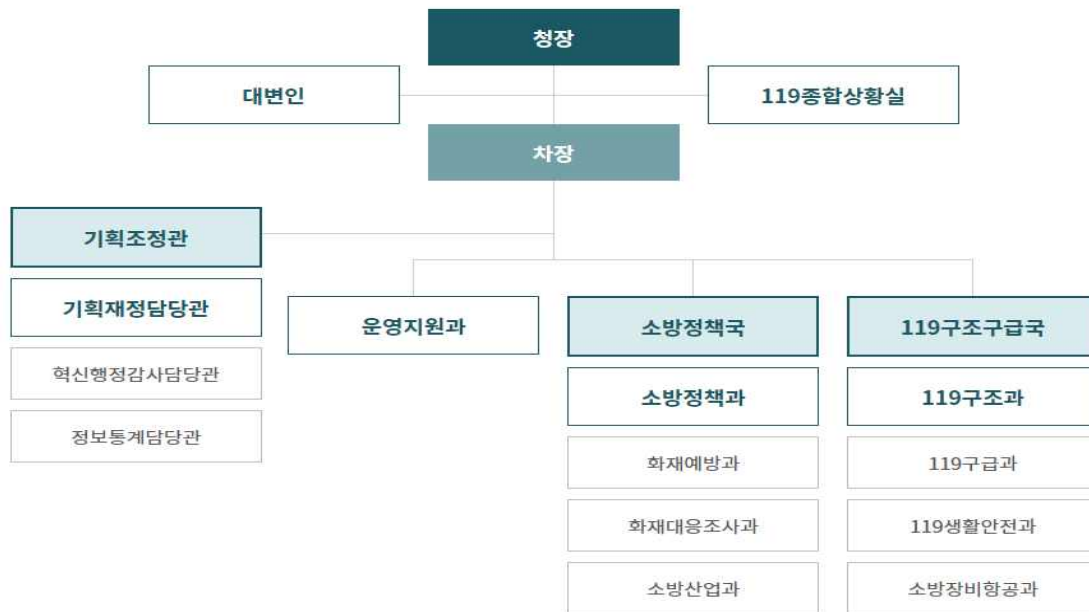 청장
대변인
119종합상황실
차장
기획조정관
기획재정담당관
혁신행정감사담당관
정보통계담당관
운영지원과
소방정책국
소방정책과
화재예방과
화재대응조사과
소방산업과
119구조구급국
119구조과
119구급과
119생활안전과
소방장비항공과